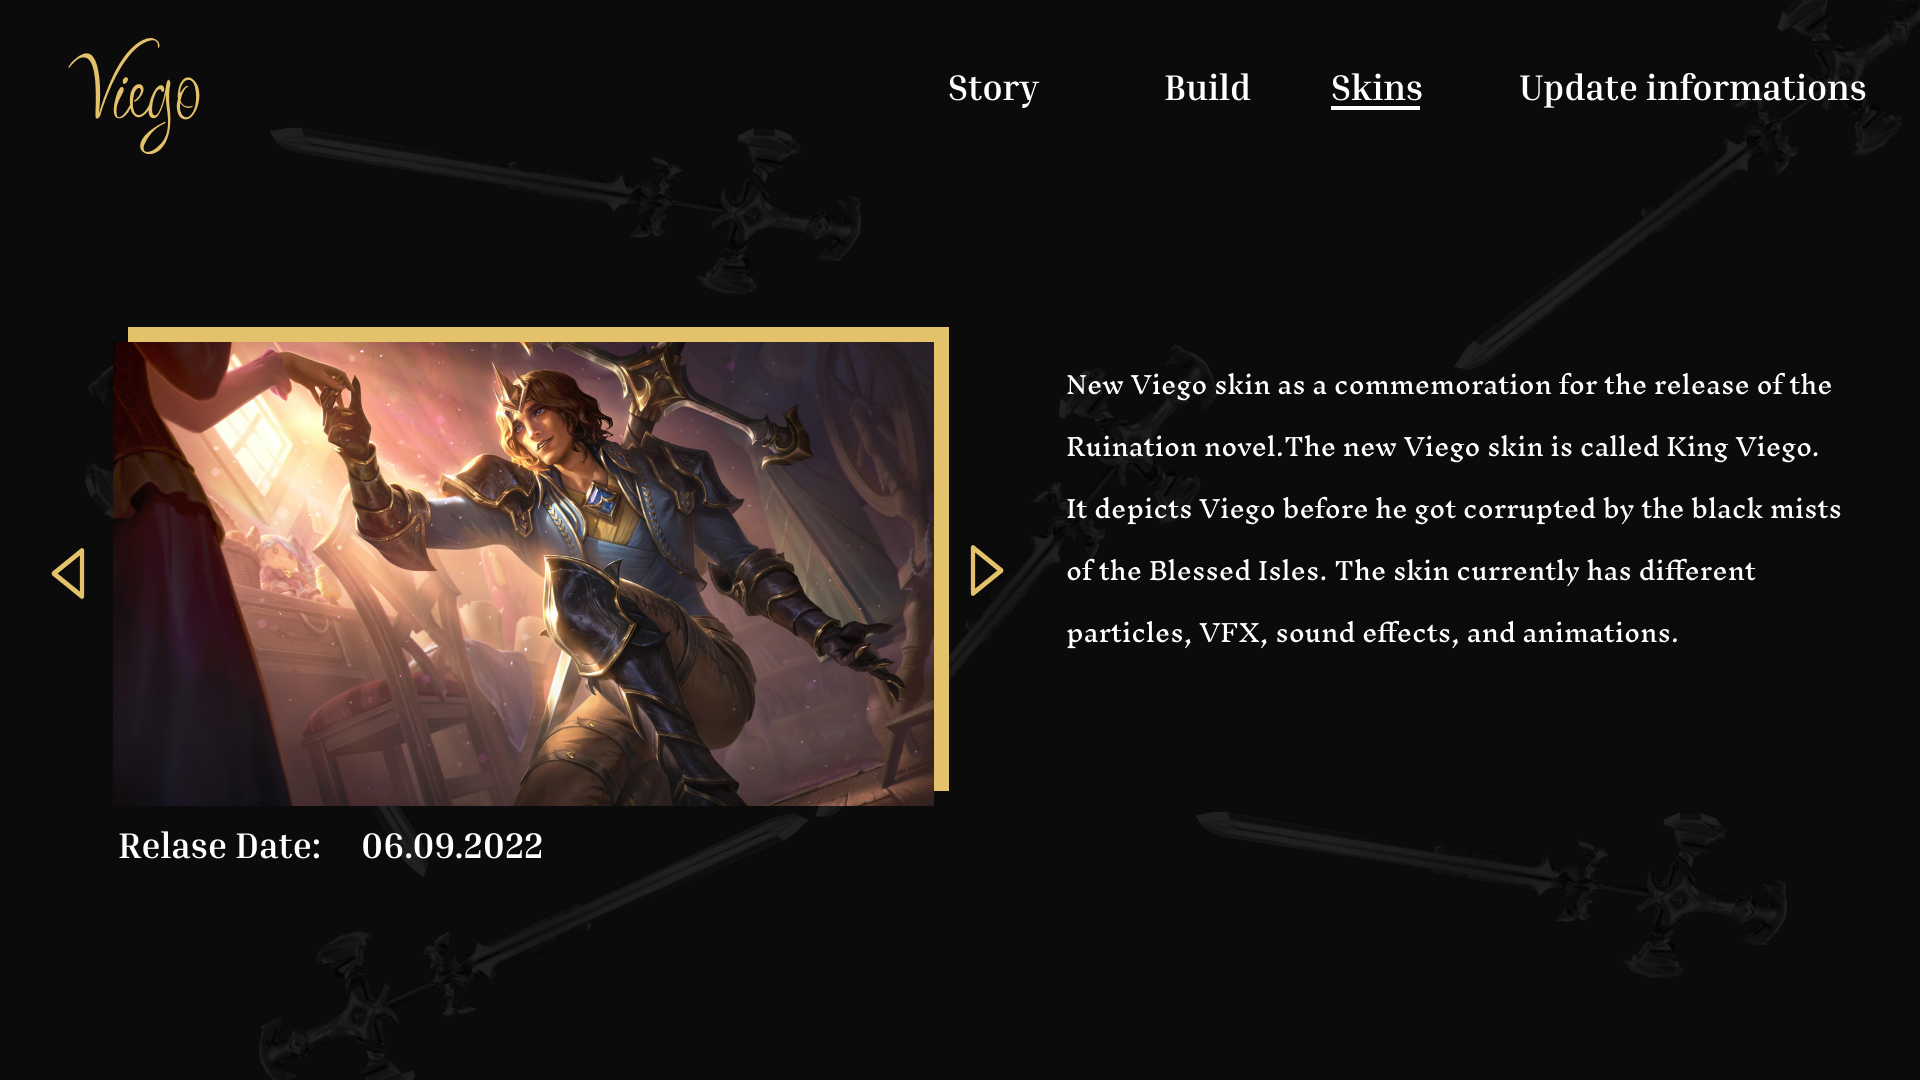 Viego
Story Build Skins Update informations
New Viego skin as a commemoration for the release of the
Ruination novel.The new Viego skin is called King Viego.
It depicts Viego before he got corrupted by the black mists
of the Blessed Isles. The skin currently has different
particles, VFX, sound effects, and animations.
Relase Date: 06.09.2022